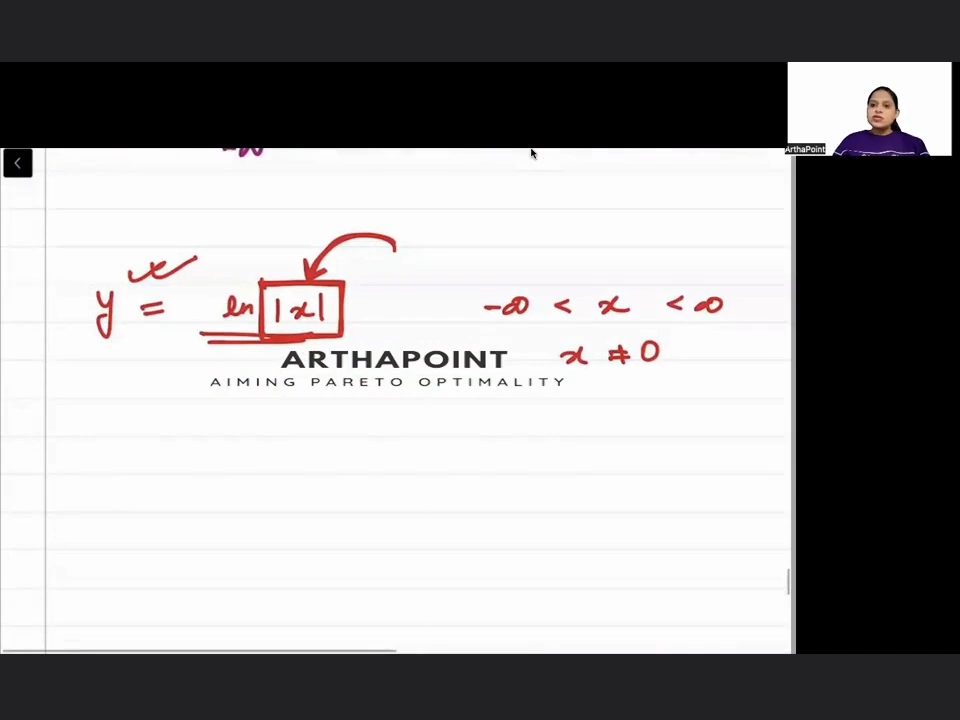 ArthaPoint
y = ln |x| -∞ < x < ∞
ARTHAPOINT x ≠ 0
AIMING PARETO OPTIMALITY